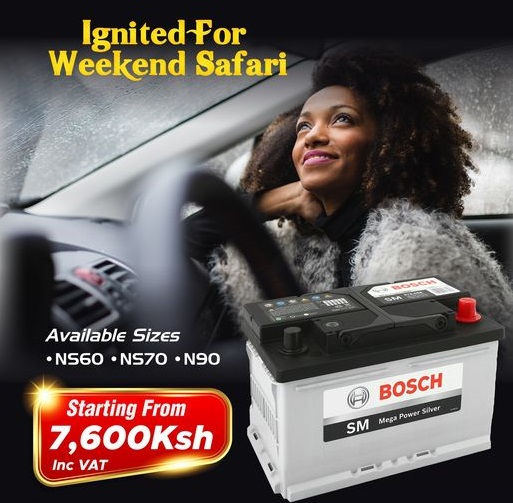 Ignited For
Weekend Safari
Available Sizes
• NS60 • NS70 • N90
Starting From
7,600Ksh
Inc VAT
BOSCH
SM
BOSCH
SM Mega Power Silver